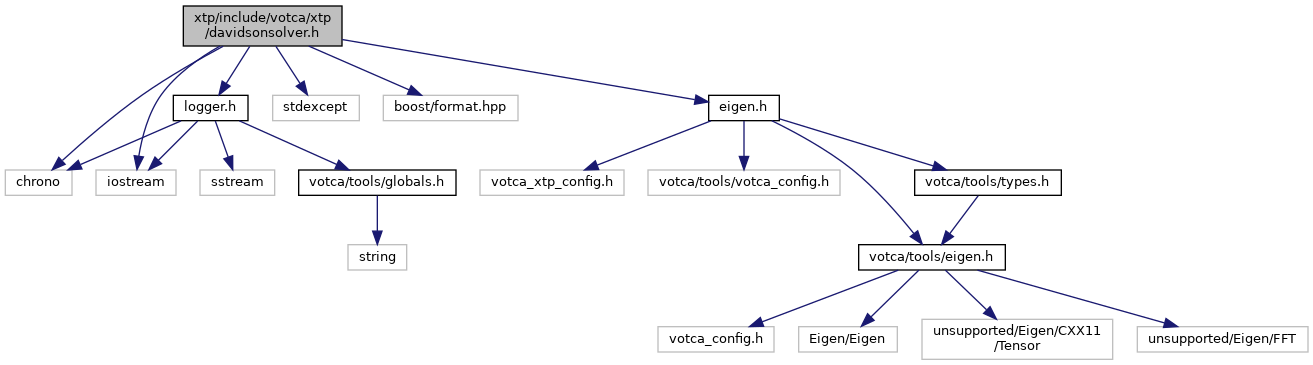 xtp/include/votca/xtp
/davidsonsolver.h
logger.h
stdexcept
boost/format.hpp
eigen.h
chrono
iostream
sstream
votca/tools/globals.h
votca_xtp_config.h
votca/tools/votca_config.h
votca/tools/types.h
string
votca/tools/eigen.h
votca_config.h
Eigen/Eigen
unsupported/Eigen/CXX11
/Tensor
unsupported/Eigen/FFT